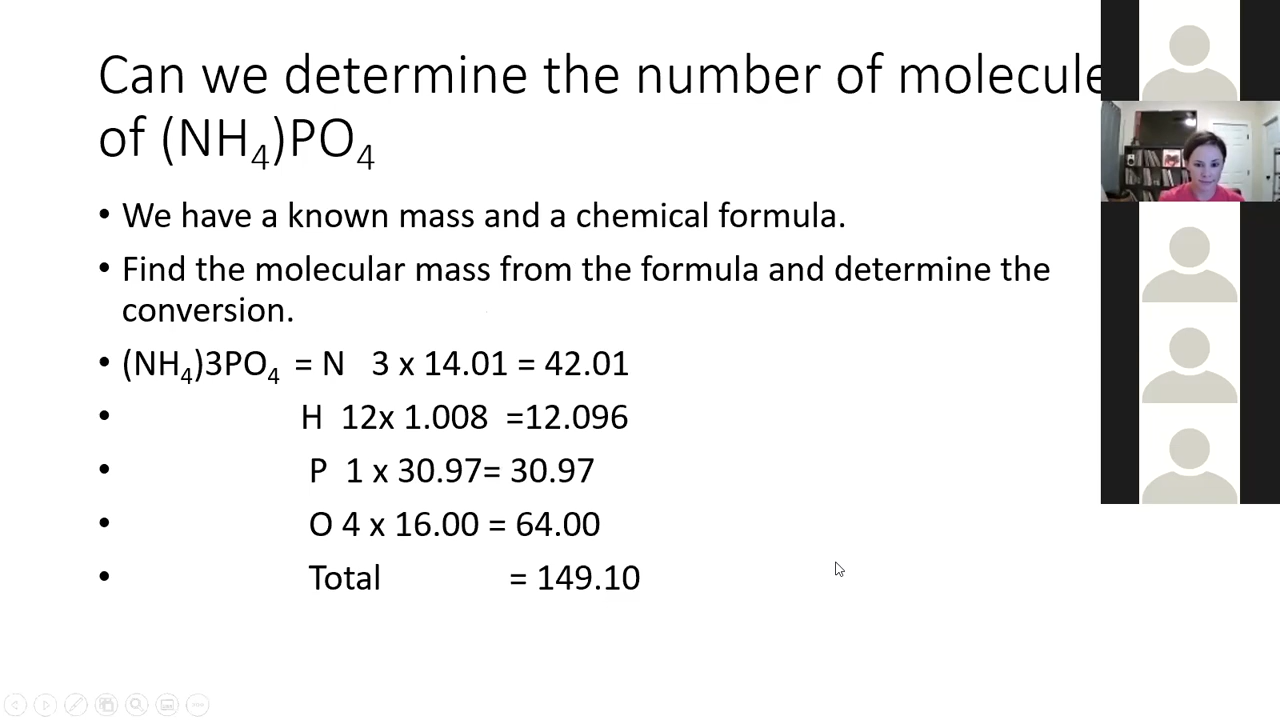 Can we determine the number of molecule
of (NH₄)PO₄
• We have a known mass and a chemical formula.
• Find the molecular mass from the formula and determine the
conversion.
• (NH₄)3PO₄ = N 3 x 14.01 = 42.01
• H 12x 1.008 =12.096
• P 1 x 30.97= 30.97
• O 4 x 16.00 = 64.00
• Total = 149.10